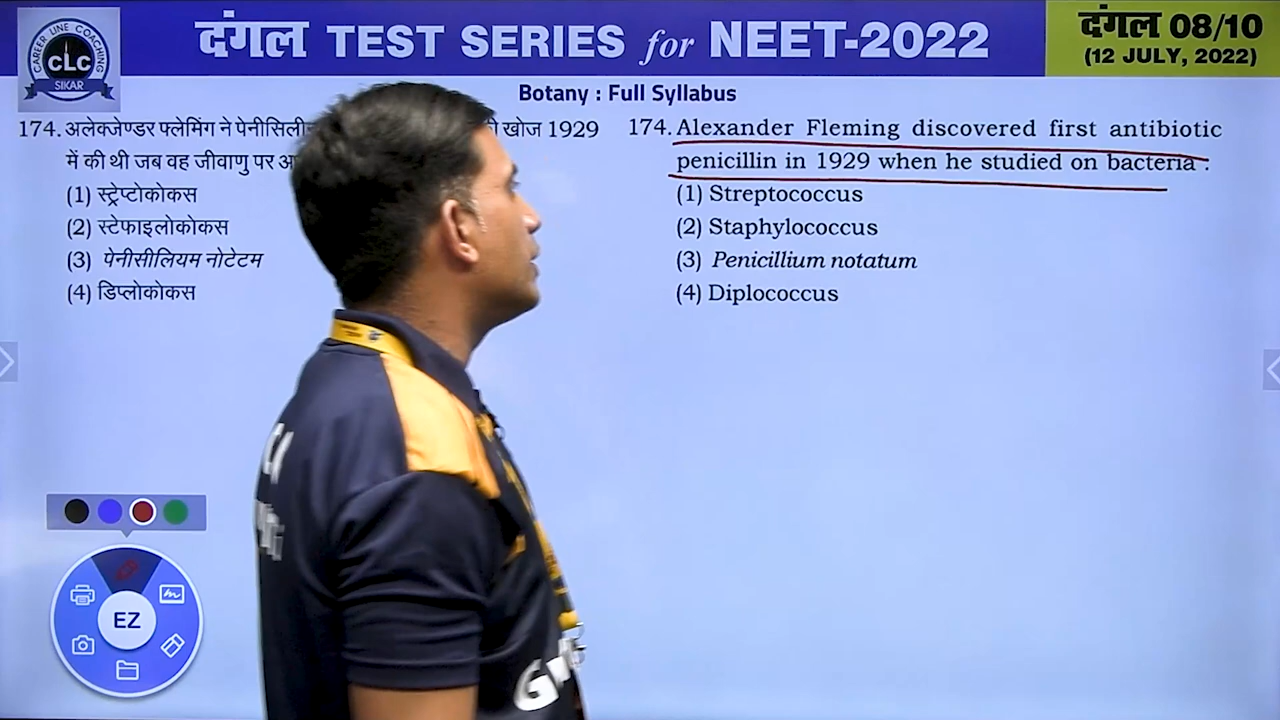 CAREER LINE COACHING
CLC
SIKAR
दंगल TEST SERIES for NEET-2022
दंगल 08/10
(12 JULY, 2022)
Botany : Full Syllabus
174. अलेक्जेण्डर फ्लेमिंग ने खोज 1929
में की थी जब वह जीवाणु पर
(1) स्ट्रेप्टोकोकस
(2) स्टेफाइलोकोकस
(3) पेनीसीलियम नोटेटम
(4) डिप्लोकोकस
174. Alexander Fleming discovered first antibiotic
penicillin in 1929 when he studied on bacteria :
(1) Streptococcus
(2) Staphylococcus
(3) Penicillium notatum
(4) Diplococcus
EZ